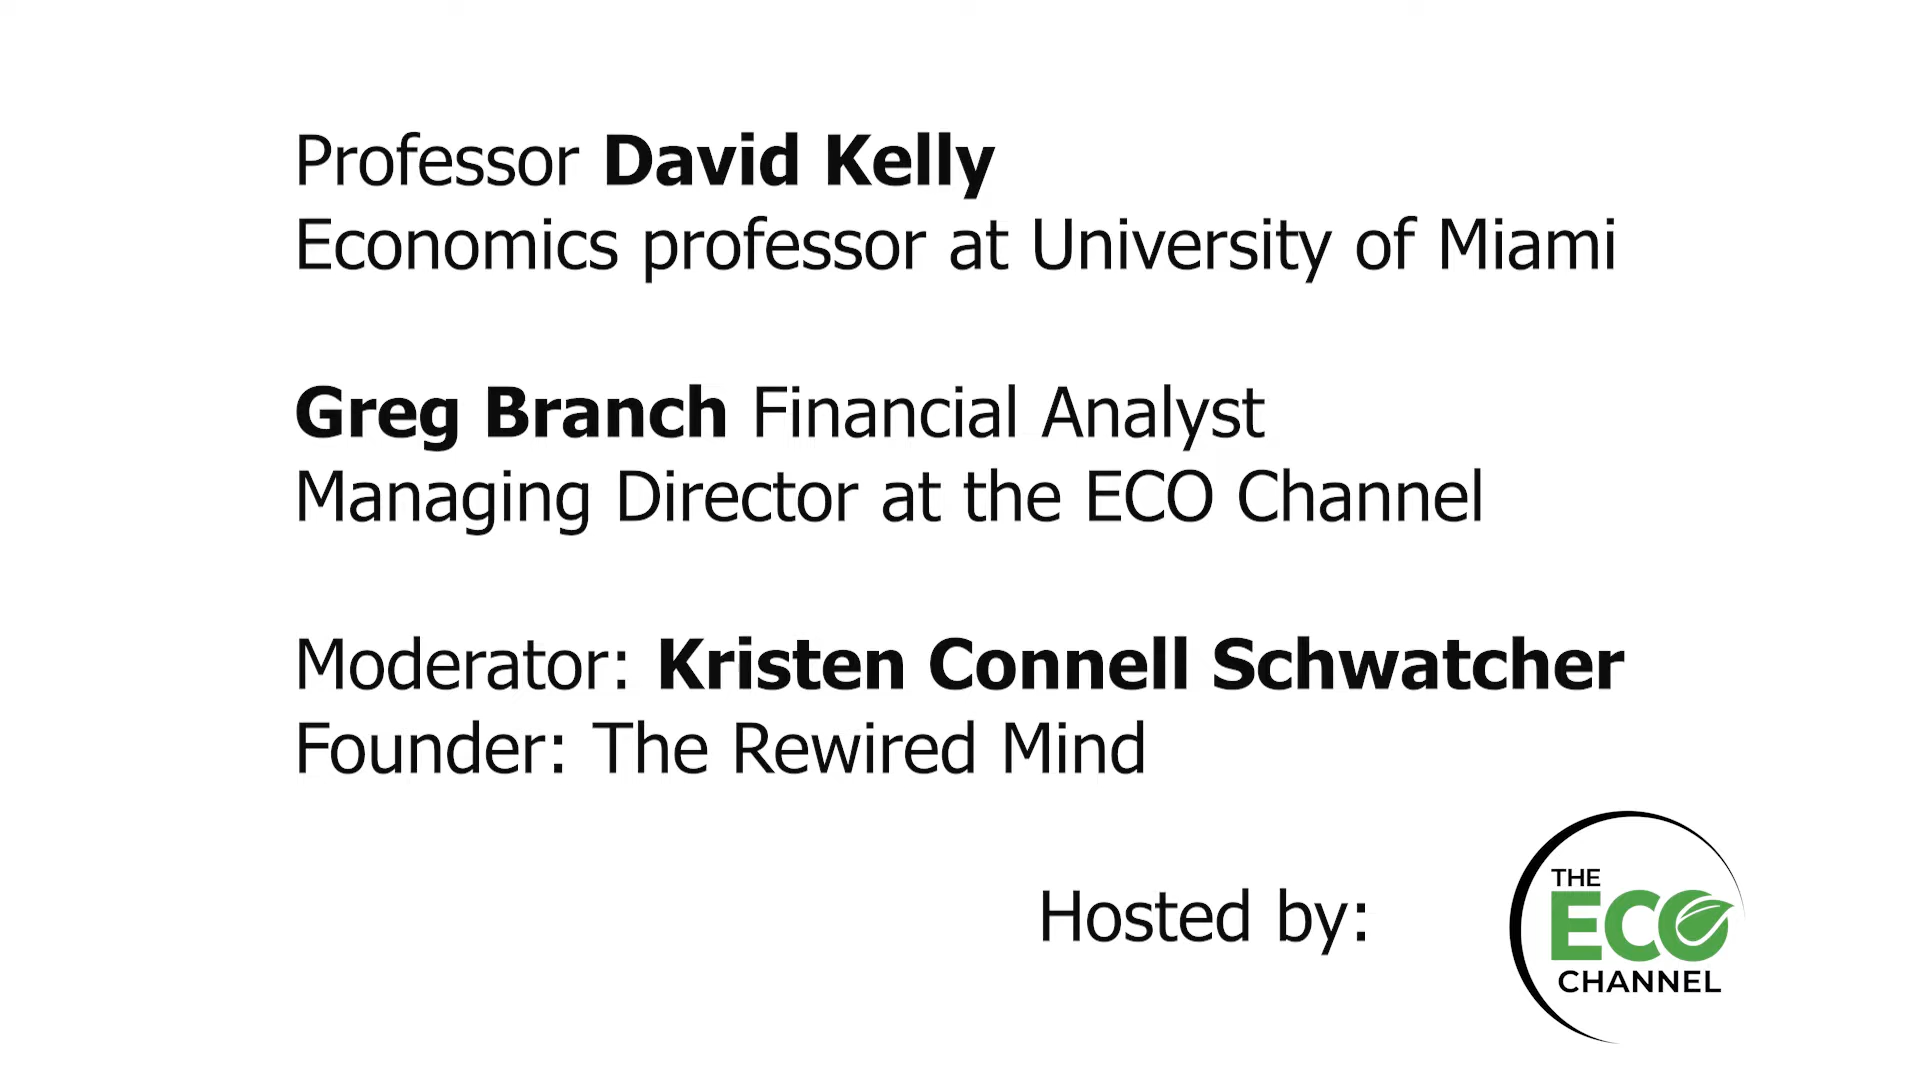 Professor David Kelly
Economics professor at University of Miami
Greg Branch Financial Analyst
Managing Director at the ECO Channel
Moderator: Kristen Connell Schwatcher
Founder: The Rewired Mind
Hosted by:
THE
ECO
CHANNEL